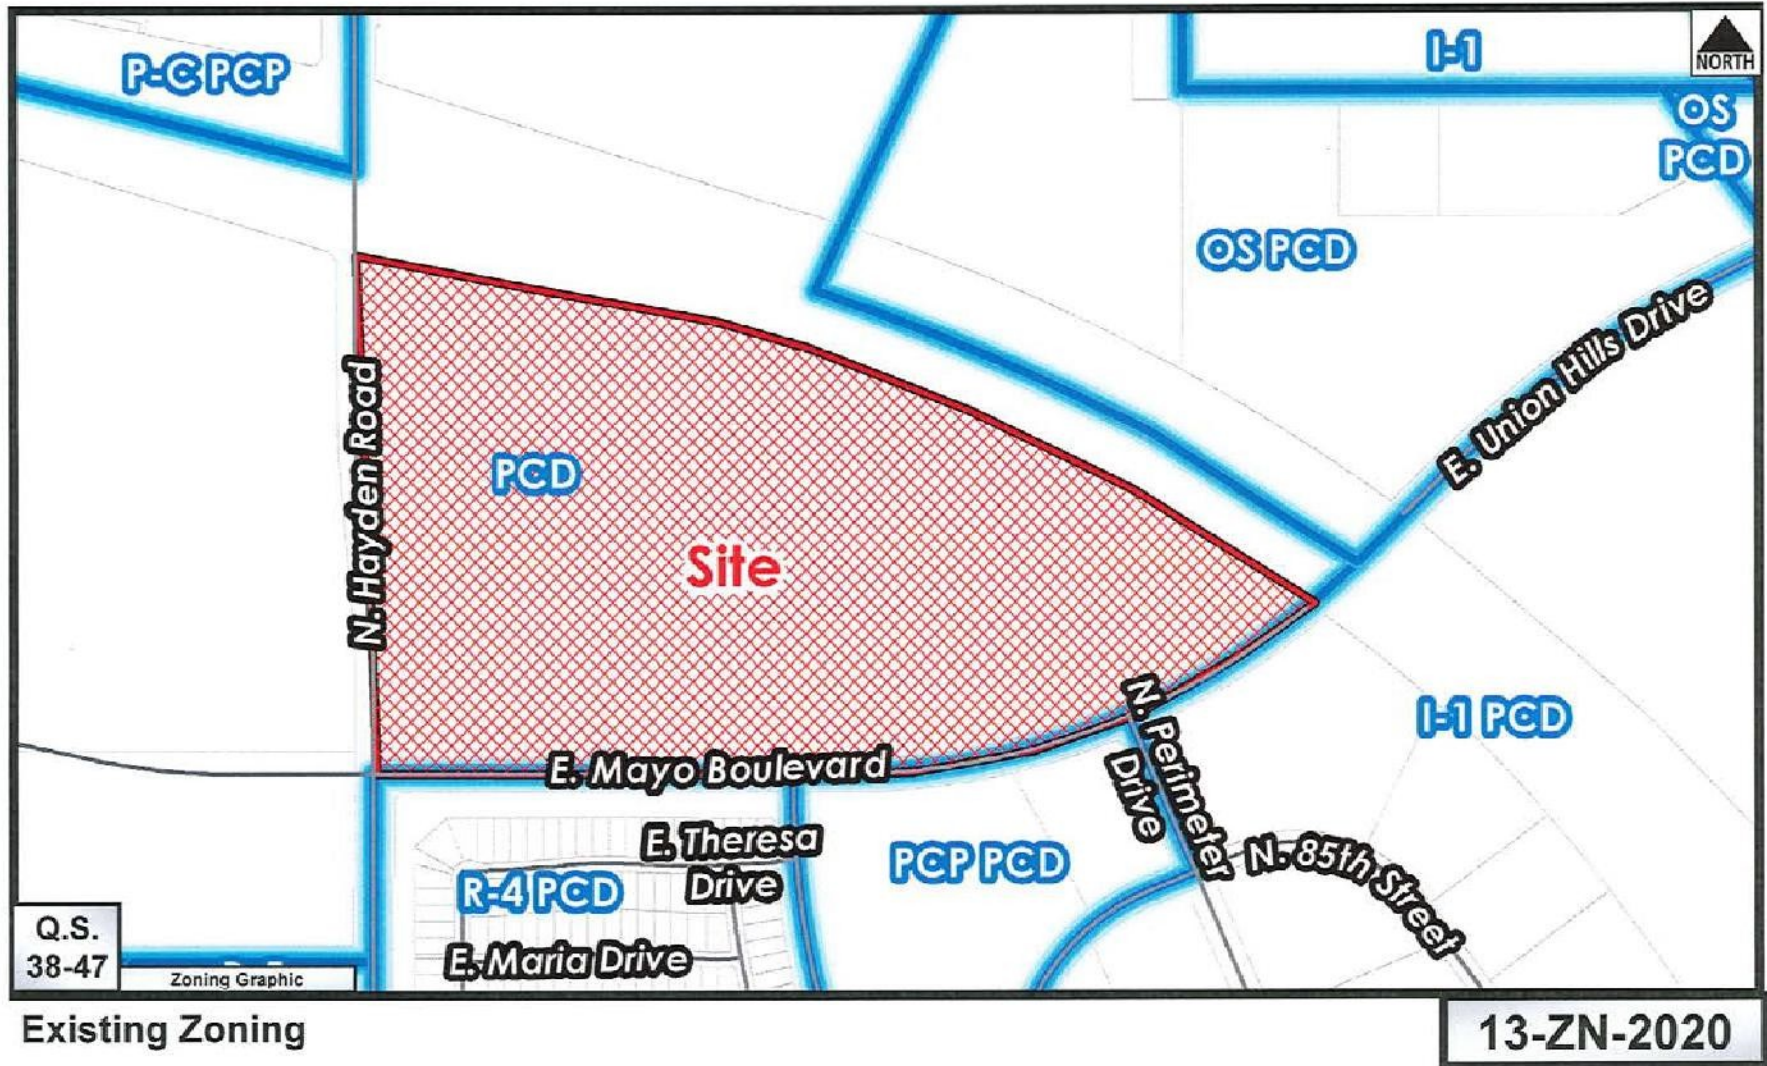 P-C PCP
I-1
NORTH
OS
PCD
OS PCD
E. Union Hills Drive
N. Hayden Road
PCD
Site
N. Perimeter
Drive
I-1 PCD
E. Mayo Boulevard
E. Theresa
Drive
PCP PCD
N. 85th Street
R-4 PCD
E. Maria Drive
Q.S.
38-47
Zoning Graphic
Existing Zoning
13-ZN-2020